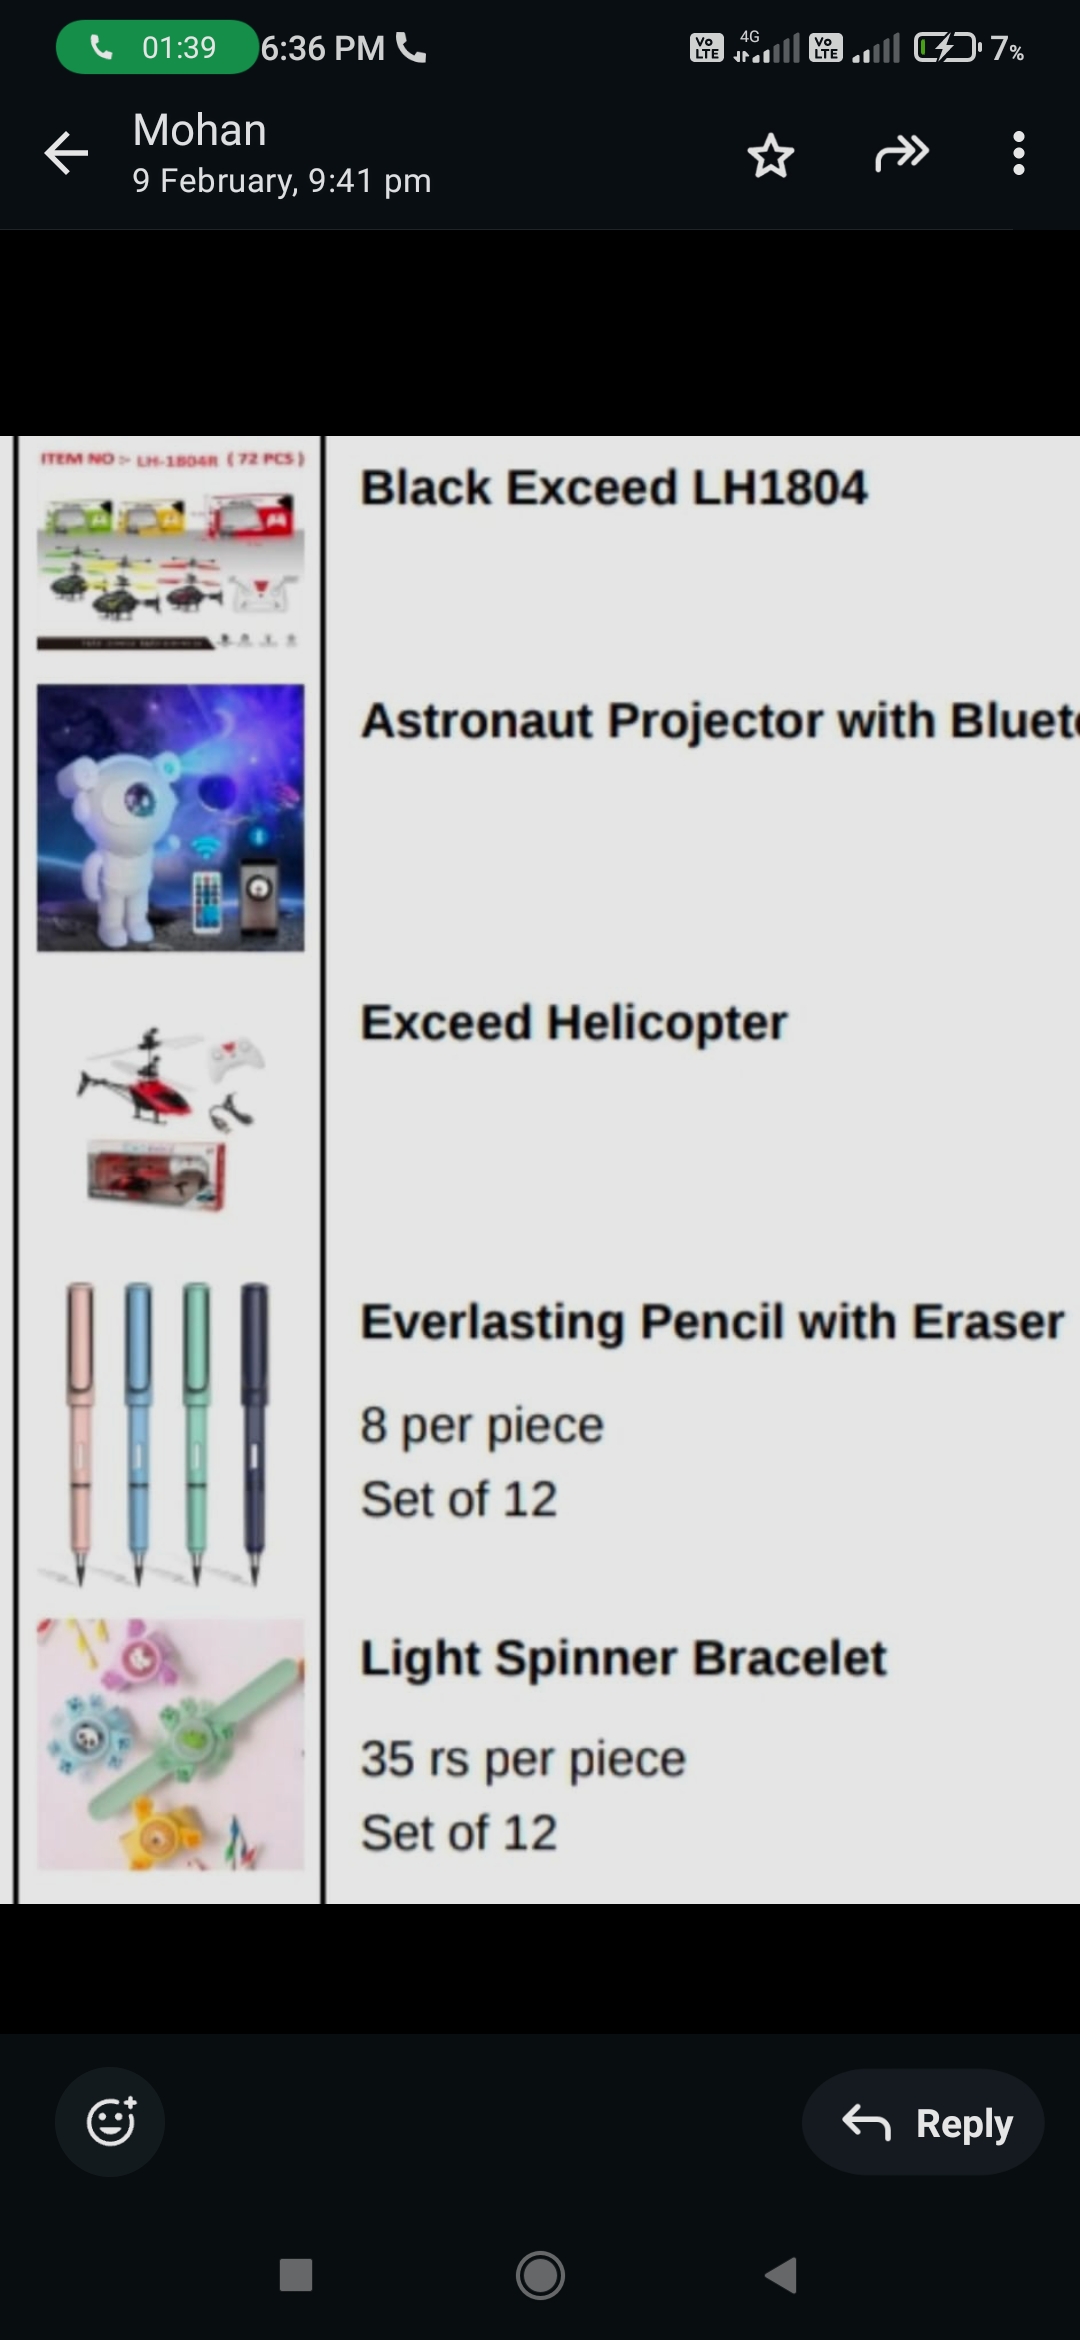 01:39 6:36 PM 4G Vo LTE Vo LTE 7%
Mohan
9 February, 9:41 pm
ITEM NO :- LH-1804R ( 72 PCS )
Black Exceed LH1804
Astronaut Projector with Bluet
Exceed Helicopter
Everlasting Pencil with Eraser
8 per piece
Set of 12
Light Spinner Bracelet
35 rs per piece
Set of 12
Reply